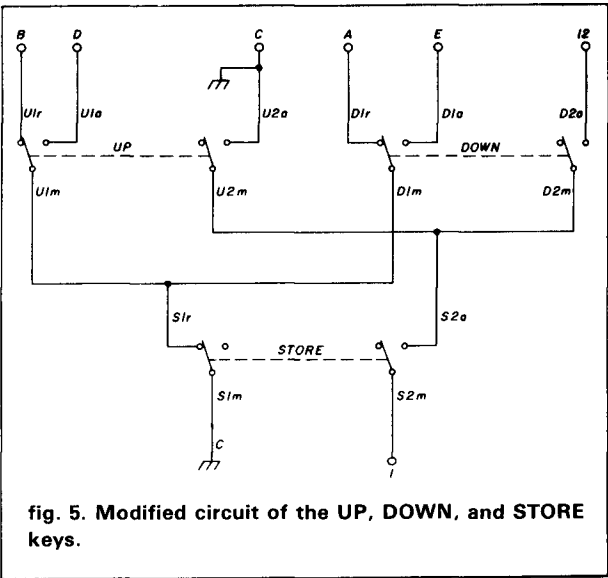 B D C A E 12
U1r U1a U2a D1r D1a D2a
UP DOWN
U1m U2m D1m D2m
S1r S2a
STORE
S1m S2m
C 1
fig. 5. Modified circuit of the UP, DOWN, and STORE
keys.